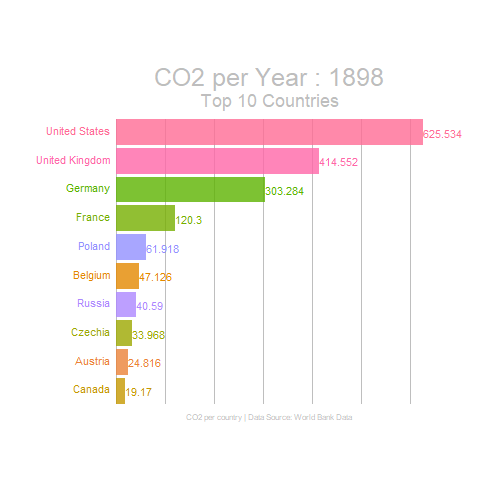 CO2 per Year : 1898
Top 10 Countries
United States 625.534
United Kingdom 414.552
Germany 303.284
France 120.3
Poland 61.918
Belgium 47.126
Russia 40.59
Czechia 33.968
Austria 24.816
Canada 19.17
CO2 per country | Data Source: World Bank Data